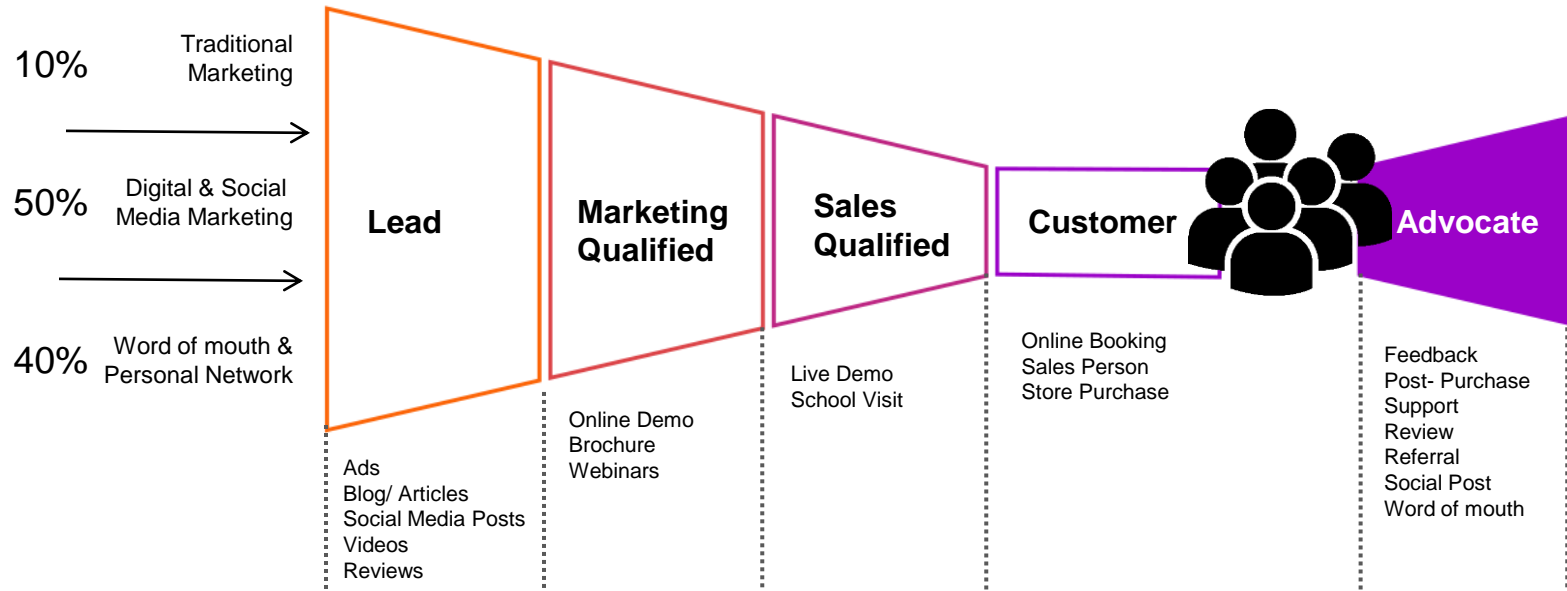 10%
Traditional
Marketing
50%
Digital & Social
Media Marketing
40%
Word of mouth &
Personal Network
Lead
Marketing
Qualified
Sales
Qualified
Customer
Advocate
Ads
Blog/ Articles
Social Media Posts
Videos
Reviews
Online Demo
Brochure
Webinars
Live Demo
School Visit
Online Booking
Sales Person
Store Purchase
Feedback
Post- Purchase
Support
Review
Referral
Social Post
Word of mouth